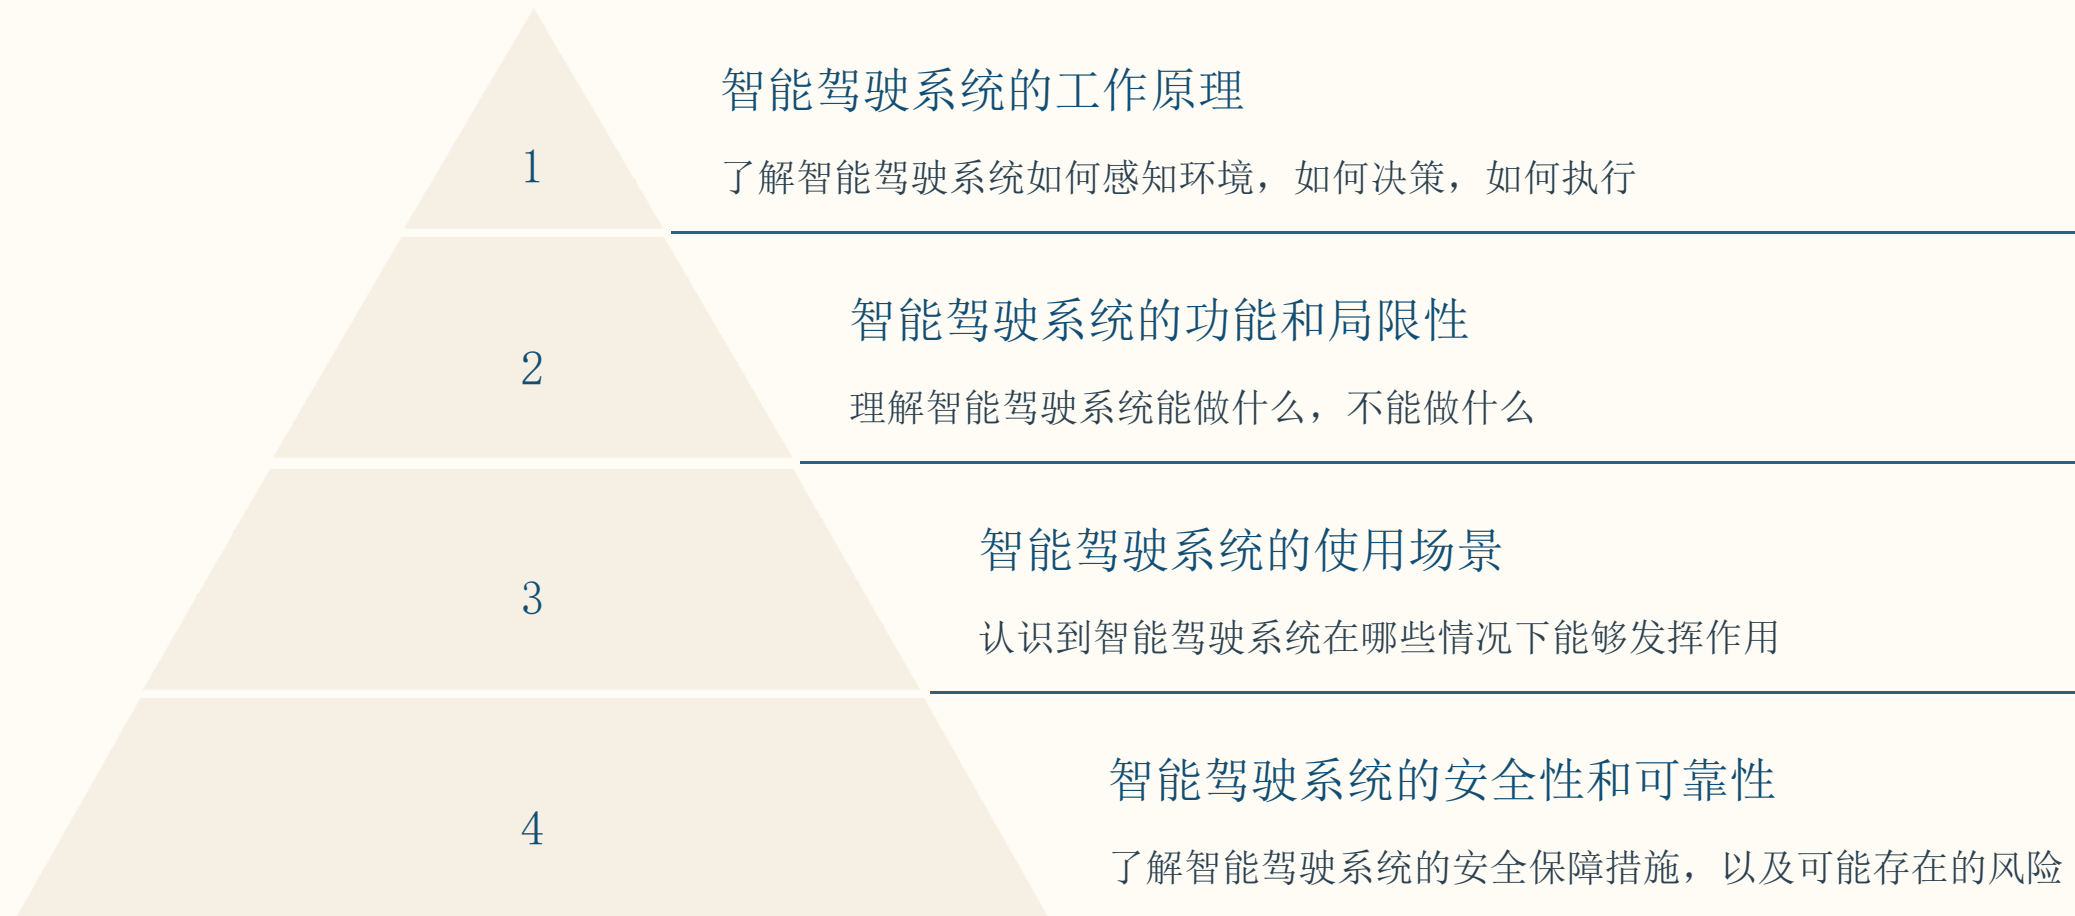 智能驾驶系统的工作原理
1
了解智能驾驶系统如何感知环境，如何决策，如何执行
智能驾驶系统的功能和局限性
2
理解智能驾驶系统能做什么，不能做什么
智能驾驶系统的使用场景
3
认识到智能驾驶系统在哪些情况下能够发挥作用
智能驾驶系统的安全性和可靠性
4
了解智能驾驶系统的安全保障措施，以及可能存在的风险